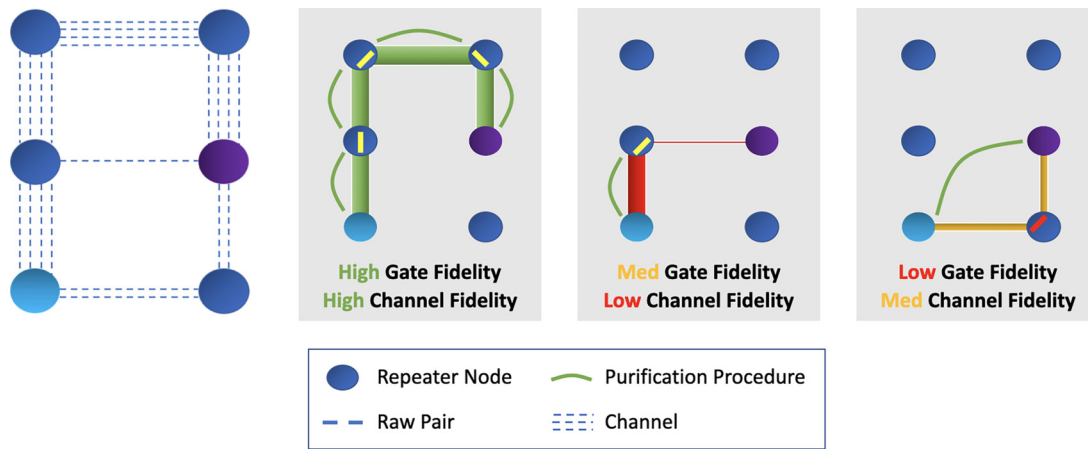 High Gate Fidelity
High Channel Fidelity
Med Gate Fidelity
Low Channel Fidelity
Low Gate Fidelity
Med Channel Fidelity
Repeater Node
Purification Procedure
Raw Pair
Channel